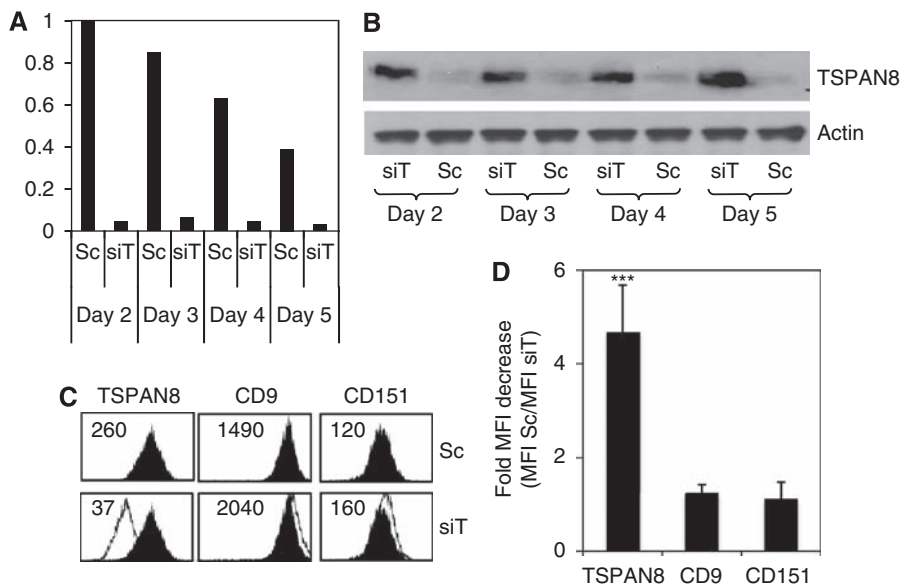 A
1
0.8
0.6
0.4
0.2
0
Sc siT Sc siT Sc siT Sc siT
Day 2 Day 3 Day 4 Day 5
B
TSPAN8
Actin
siT Sc siT Sc siT Sc siT Sc
Day 2 Day 3 Day 4 Day 5
C
TSPAN8 CD9 CD151
260 1490 120 Sc
37 2040 160 siT
D
Fold MFI decrease
(MFI Sc/MFI siT)
6
4
2
0
***
TSPAN8 CD9 CD151